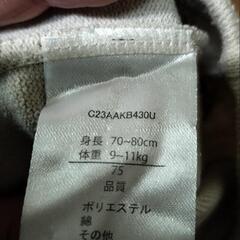 C23AAKB430U
身長 70~80cm
体重 9~11kg
75
品質
ポリエステル
綿
その他